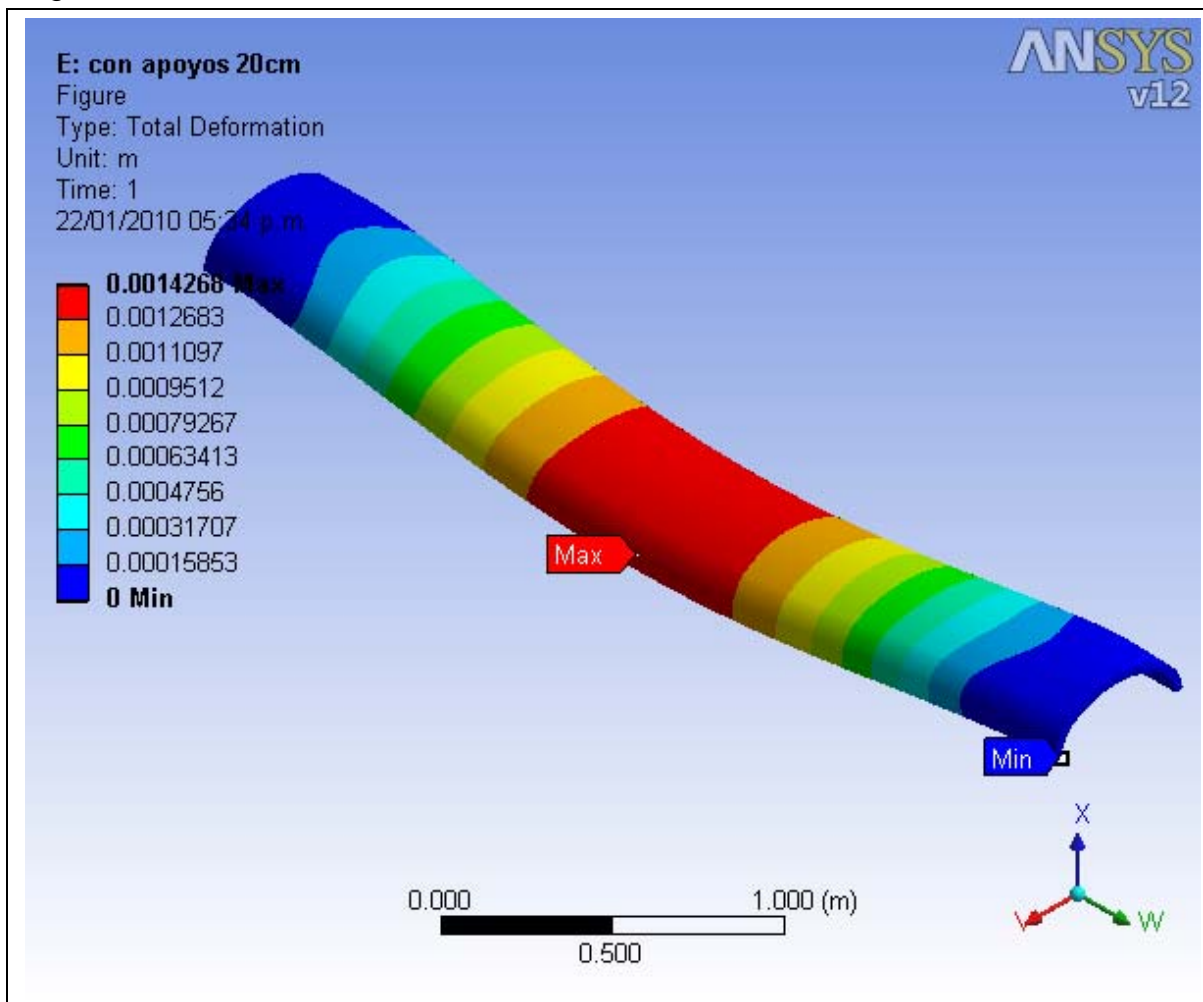 E: con apoyos 20cm
Figure
Type: Total Deformation
Unit: m
Time: 1
22/01/2010 05:34 p.m.
ANSYS
v12
0.0014268 Max
0.0012683
0.0011097
0.0009512
0.00079267
0.00063413
0.0004756
0.00031707
0.00015853
0 Min
Max
Min
0.000
1.000 (m)
0.500
X
V
W